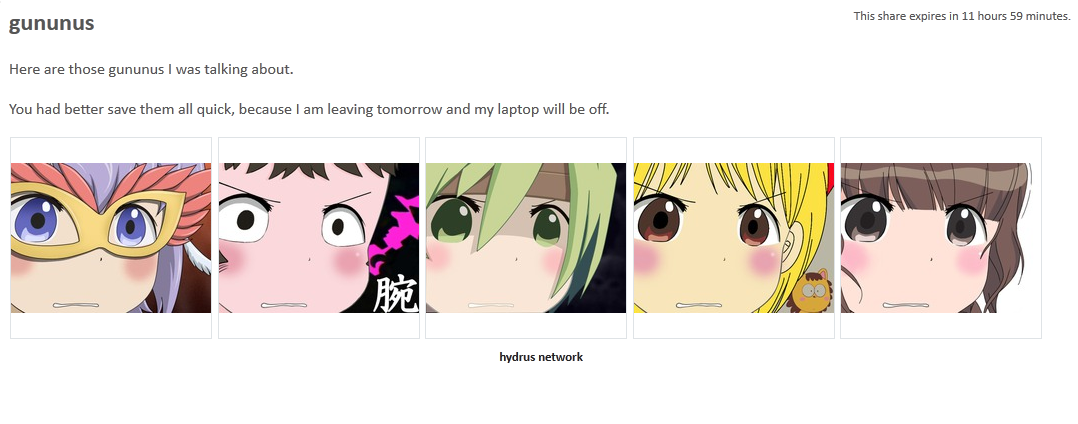 gununus
This share expires in 11 hours 59 minutes.
Here are those gununus I was talking about.
You had better save them all quick, because I am leaving tomorrow and my laptop will be off.
腕
hydrus network